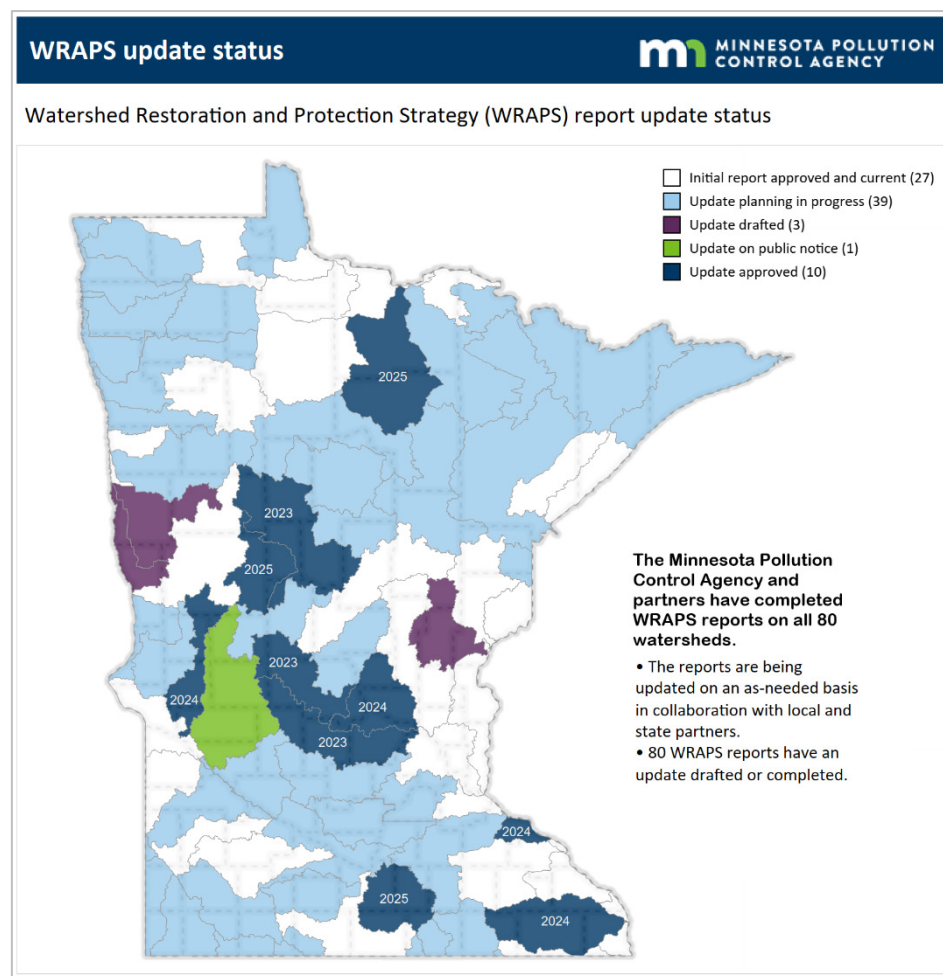 WRAPS update status
MINNESOTA POLLUTION
CONTROL AGENCY
Watershed Restoration and Protection Strategy (WRAPS) report update status
Initial report approved and current (27)
Update planning in progress (39)
Update drafted (3)
Update on public notice (1)
Update approved (10)
2025
2023
2025
2023
2024
2024
2023
The Minnesota Pollution
Control Agency and
partners have completed
WRAPS reports on all 80
watersheds.
• The reports are being
updated on an as-needed basis
in collaboration with local and
state partners.
• 80 WRAPS reports have an
update drafted or completed.
2024
2025
2024